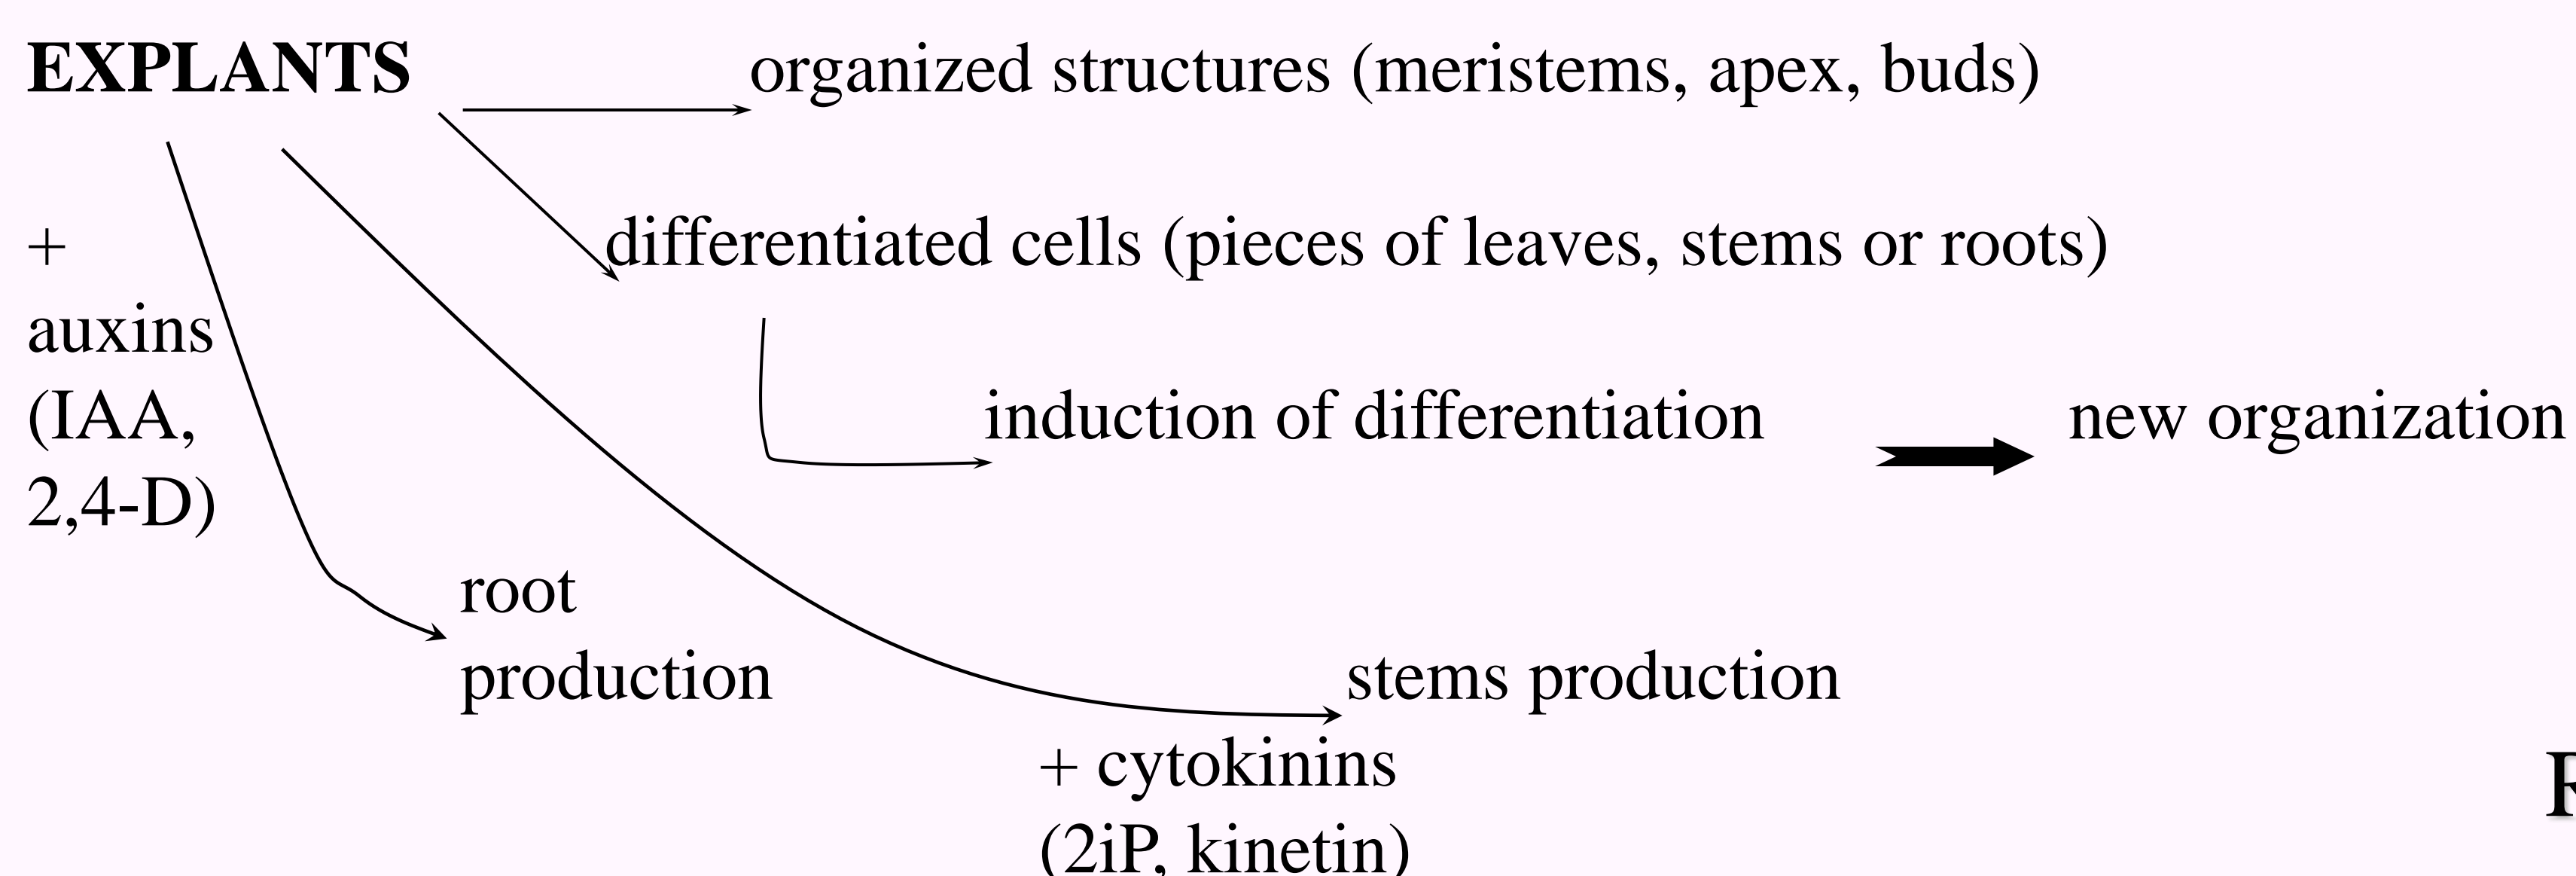 EXPLANTS
organized structures (meristems, apex, buds)
+
differentiated cells (pieces of leaves, stems or roots)
auxins
(IAA,
induction of differentiation
new organization
2,4-D)
root
production
stems production
+ cytokinins
(2iP, kinetin)